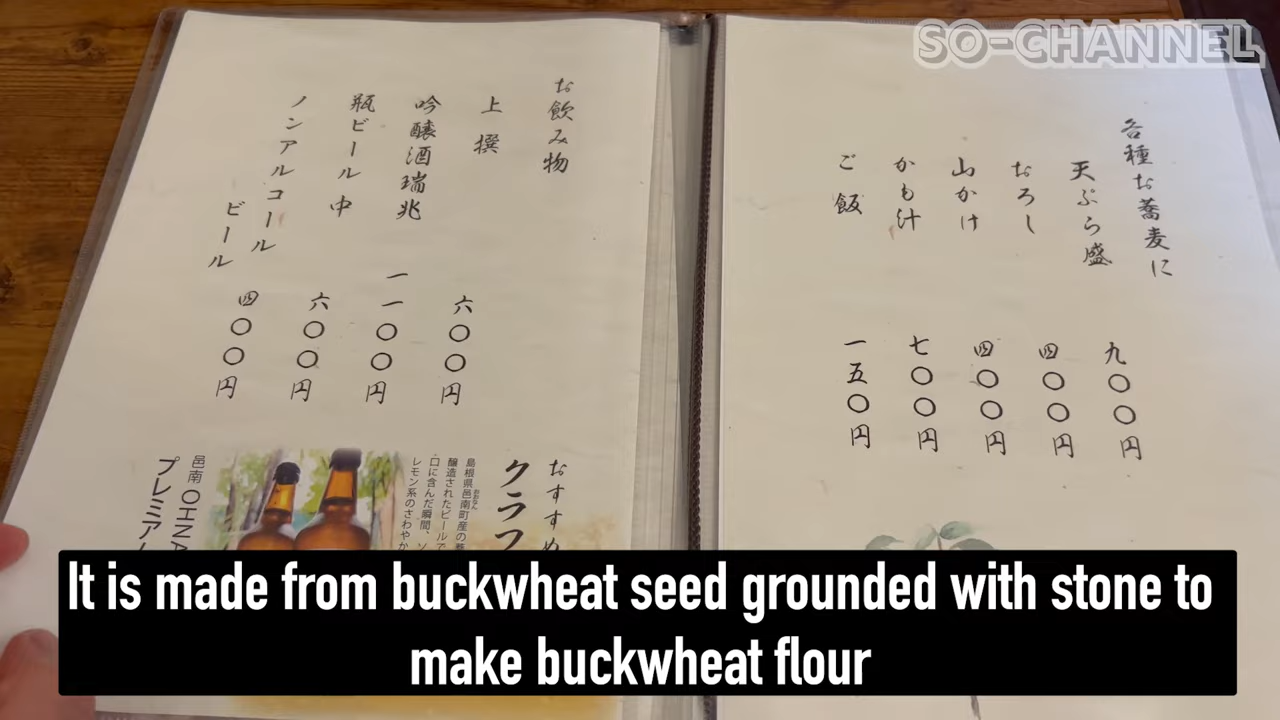 SO-CHANNEL
各種お蕎麦に
天ぷら盛 九〇〇円
おろし 四〇〇円
山かけ 四〇〇円
かも汁 七〇〇円
ご飯 一五〇円
お飲み物
上撰 六〇〇円
吟醸酒瑞兆 一一〇〇円
瓶ビール中 六〇〇円
ノンアルコール
ビール 四〇〇円
おすすめ
クラフ
島根県邑南町産の
おおなん
醸造されたビールで
口に含んだ瞬間、ソ
レモン系のさわやか
邑南 OHNA
プレミア
It is made from buckwheat seed grounded with stone to
make buckwheat flour